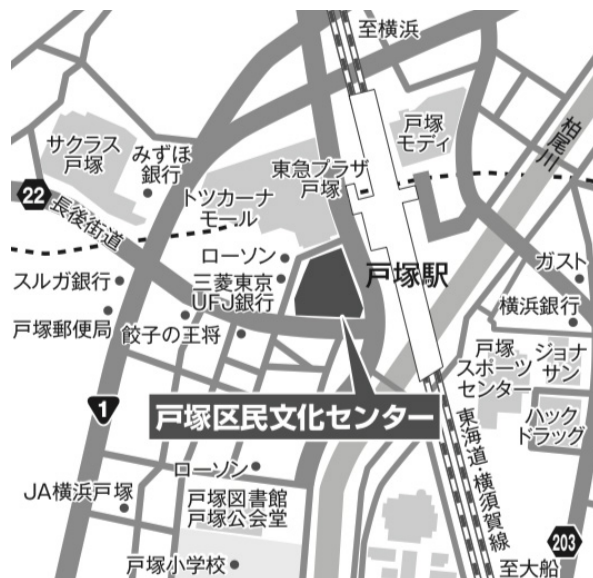 至横浜
戸塚
モディ
柏尾川
サクラス
戸塚
みずほ
銀行
東急プラザ
戸塚
トツカーナ
モール
22
長後街道
ローソン
三菱東京
UFJ銀行
戸塚駅
ガスト
スルガ銀行
横浜銀行
戸塚郵便局
餃子の王将
戸塚
スポーツ
センター
ジョナ
サン
1
戸塚区民文化センター
ハック
ドラッグ
東海道・横須賀線
ローソン
JA横浜戸塚
戸塚図書館
戸塚公会堂
203
戸塚小学校
至大船